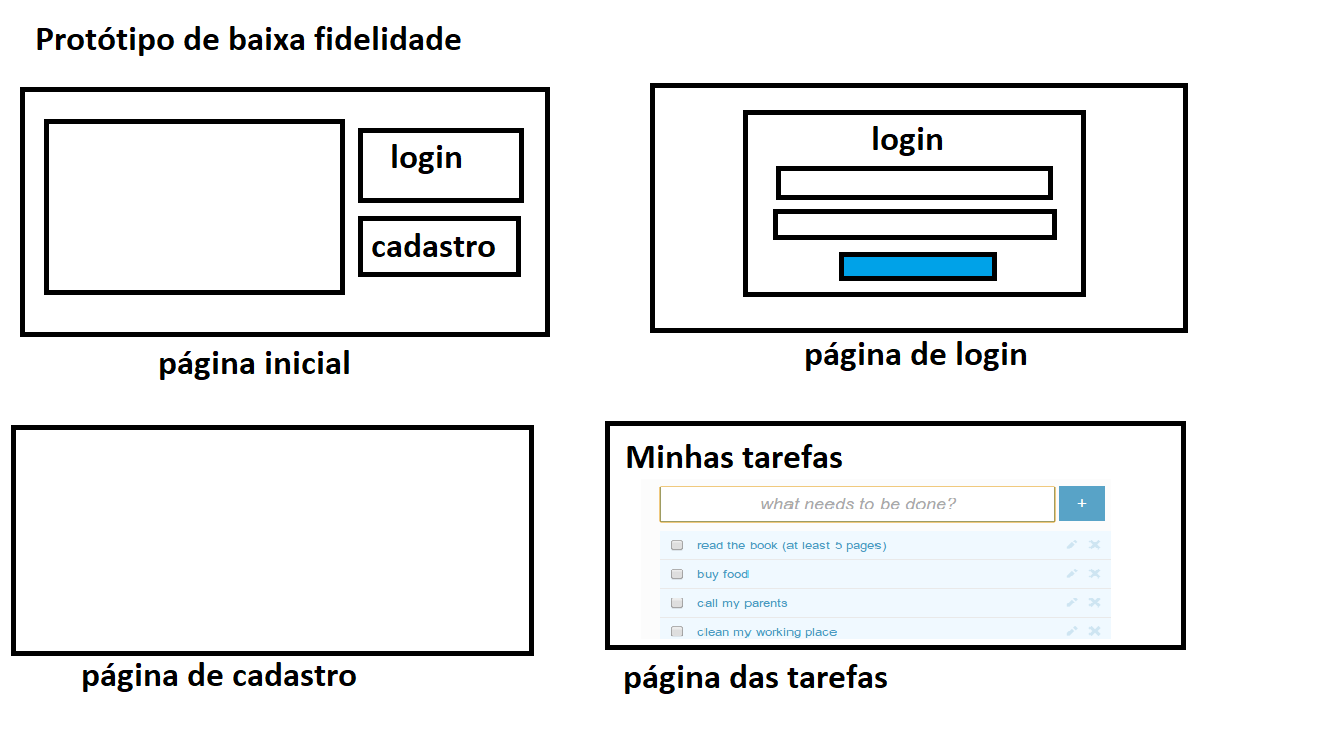 Protótipo de baixa fidelidade
login
cadastro
página inicial
login
página de login
página de cadastro
Minhas tarefas
what needs to be done?
+
read the book (at least 5 pages)
buy food
call my parents
clean my working place
página das tarefas